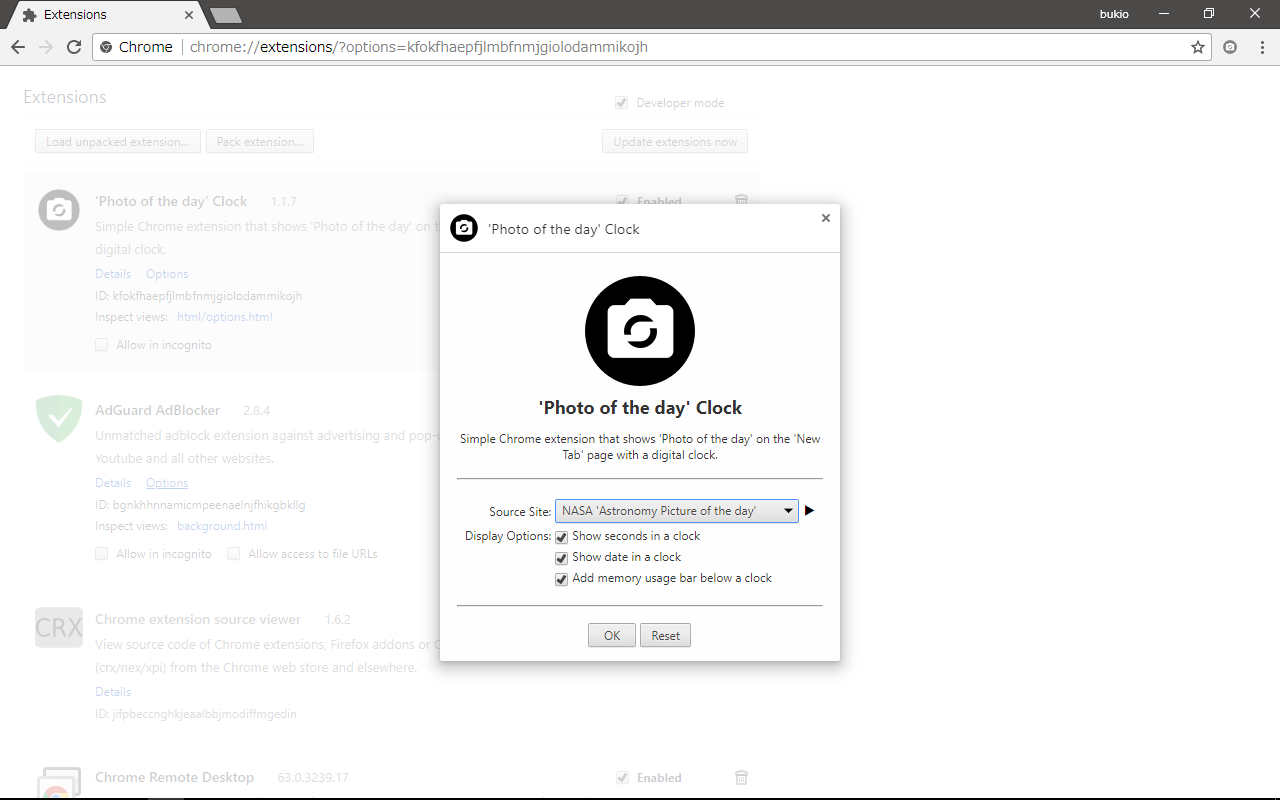 Extensions
bukio
Chrome
chrome://extensions/?options=kfokfhaepfjlmbfnmjgiolodammikojh
Extensions
Developer mode
Load unpacked extension...
Pack extension...
Update extensions now
'Photo of the day' Clock 1.1.7
Enabled
Simple Chrome extension that shows 'Photo of the day' on
digital clock.
Details Options
ID: kfokfhaepfjlmbfnmjgiolodammikojh
Inspect views: html/options.html
Allow in incognito
AdGuard AdBlocker 2.8.4
Unmatched adblock extension against advertising and
Youtube and all other websites.
Details Options
ID: bgnkhhnnamicmpeenaelnjfhikgbkllg
Inspect views: background.html
Allow in incognito Allow access to file URLs
CRX
Chrome extension source viewer 1.6.2
View source code of Chrome extensions, Firefox addons or
(crx/nex/xpi) from the Chrome web store and elsewhere.
Details
ID: jifpbeccnghkjeaalbbjmodiffmgedin
Chrome Remote Desktop 63.0.3239.17
Enabled
'Photo of the day' Clock
'Photo of the day' Clock
Simple Chrome extension that shows 'Photo of the day' on the 'New
Tab' page with a digital clock.
Source Site: NASA 'Astronomy Picture of the day'
Display Options: Show seconds in a clock
Show date in a clock
Add memory usage bar below a clock
OK Reset